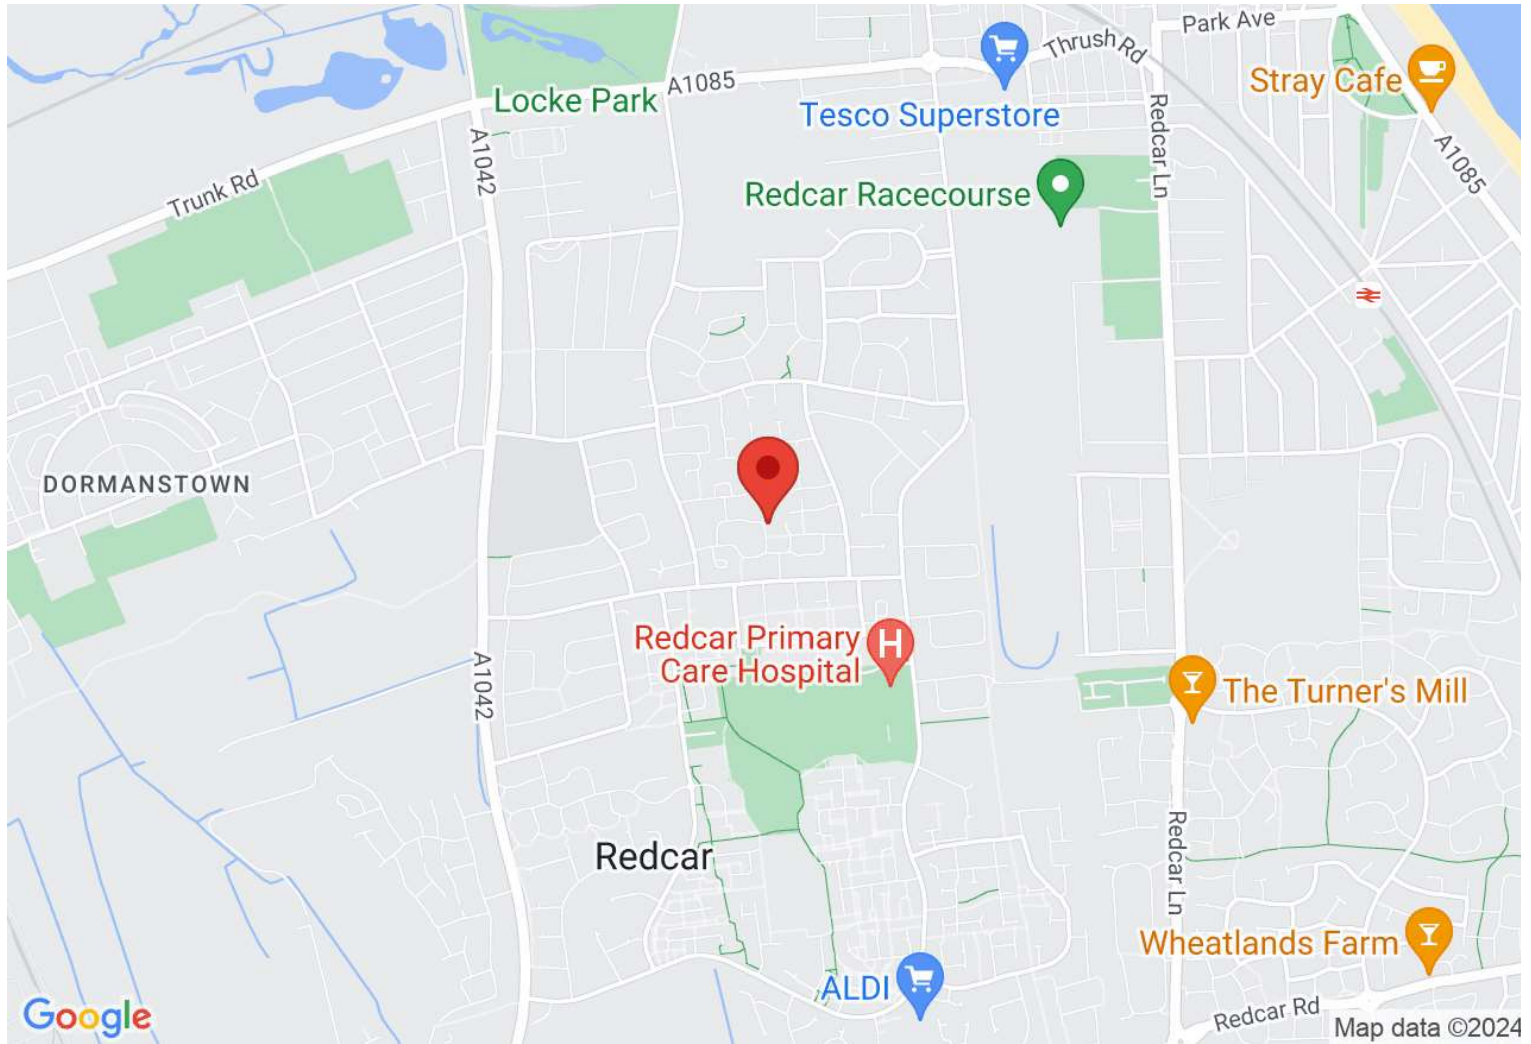 Park Ave
Thrush Rd
Stray Cafe
A1085
Locke Park
Tesco Superstore
Redcar Ln
A1042
A1085
Trunk Rd
Redcar Racecourse
DORMANSTOWN
H
Redcar Primary
Care Hospital
A1042
The Turner's Mill
Redcar
Redcar Ln
Wheatlands Farm
ALDI
Google
Redcar Rd
Map data ©2024